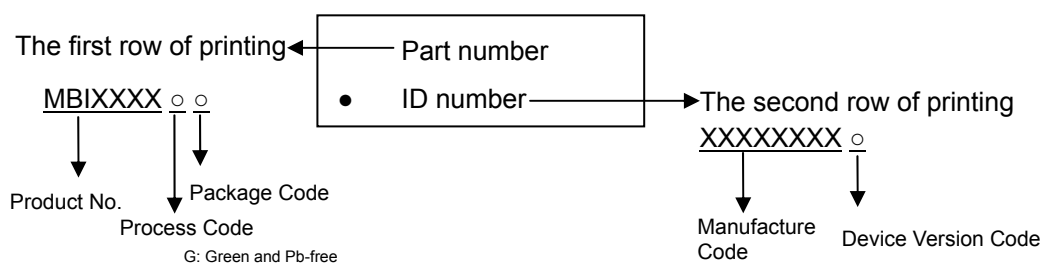 The first row of printing
Part number
MBIXXXX ○ ○
● ID number
The second row of printing
XXXXXXXX ○
Product No.
Package Code
Process Code
G: Green and Pb-free
Manufacture
Code
Device Version Code